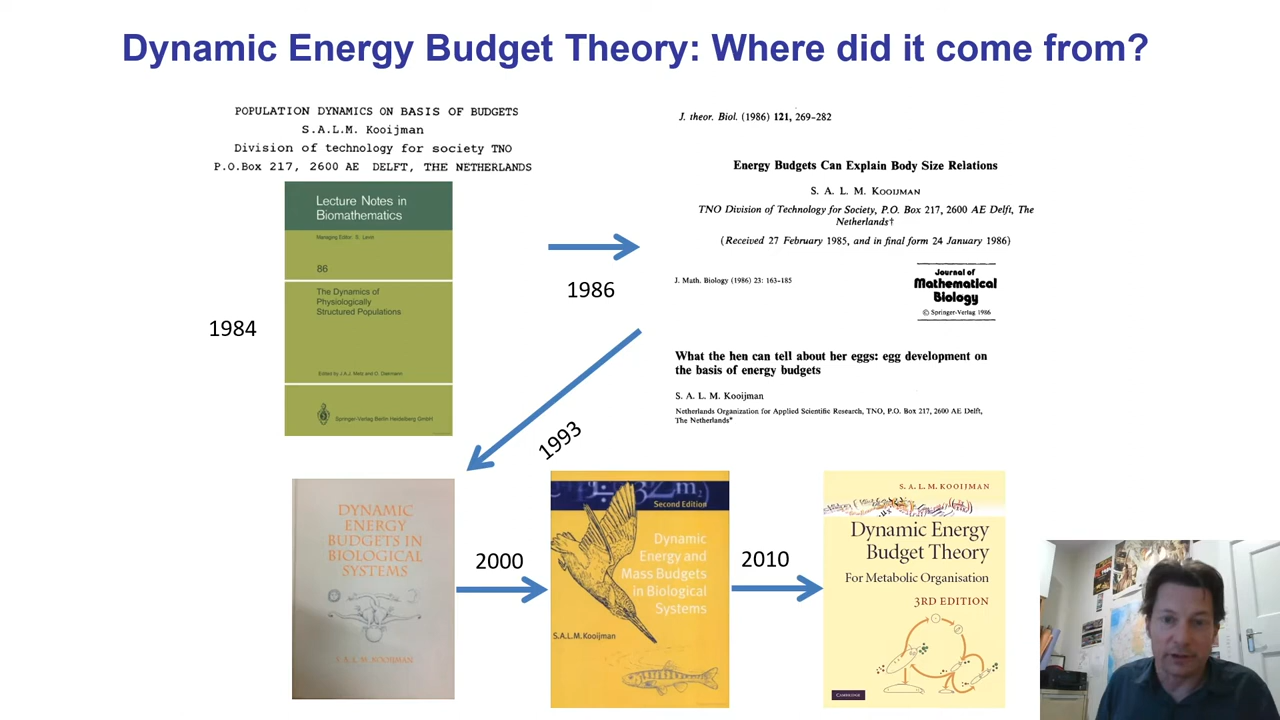 Dynamic Energy Budget Theory: Where did it come from?
POPULATION DYNAMICS ON BASIS OF BUDGETS
S.A.L.M. Kooijman
Division of technology for society TNO
P.O.Box 217, 2600 AE DELFT, THE NETHERLANDS
Lecture Notes in
Biomathematics
Managing Editor: S. Levin
86
The Dynamics of
Physiologically
Structured Populations
Edited by J.A.J. Metz and O. Diekmann
Springer-Verlag Berlin Heidelberg GmbH
1984
1986
J. theor. Biol. (1986) 121, 269-282
Energy Budgets Can Explain Body Size Relations
S. A. L. M. KOOIJMAN
TNO Division of Technology for Society, P.O. Box 217, 2600 AE Delft, The
Netherlands†
(Received 27 February 1985, and in final form 24 January 1986)
J. Math. Biology (1986) 23: 163-185
Journal of
Mathematical
Biology
© Springer-Verlag 1986
What the hen can tell about her eggs: egg development on
the basis of energy budgets
S. A. L. M. Kooijman
Netherlands Organization for Applied Scientific Research, TNO, P.O. Box 217, 2600 AE Delft,
The Netherlands*
1993
DYNAMIC
ENERGY
BUDGETS IN
BIOLOGICAL
SYSTEMS
S. A. L. M. KOOIJMAN
2000
Second Edition
Dynamic
Energy and
Mass Budgets
in Biological
Systems
S.A.L.M. Kooijman
2010
S. A. L. M. KOOIJMAN
Dynamic Energy
Budget Theory
For Metabolic Organisation
3RD EDITION
CAMBRIDGE